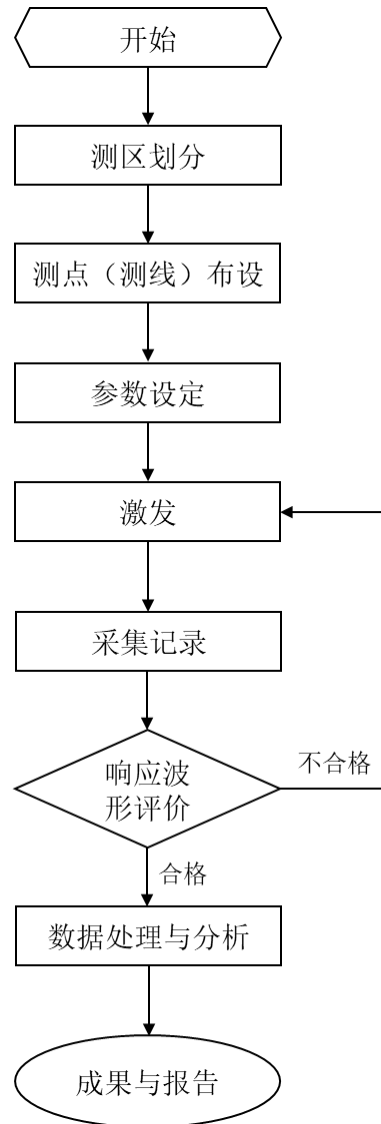 开始
测区划分
测点（测线）布设
参数设定
激发
采集记录
响应波
形评价
不合格
合格
数据处理与分析
成果与报告